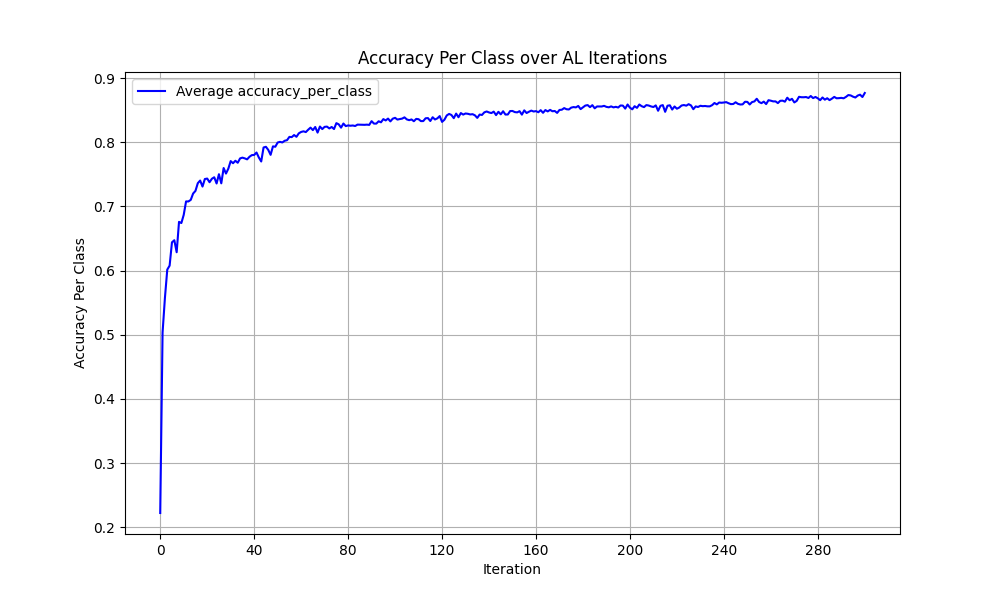 Accuracy Per Class over AL Iterations
Average accuracy_per_class
Accuracy Per Class
0.9
0.8
0.7
0.6
0.5
0.4
0.3
0.2
0 40 80 120 160 200 240 280
Iteration